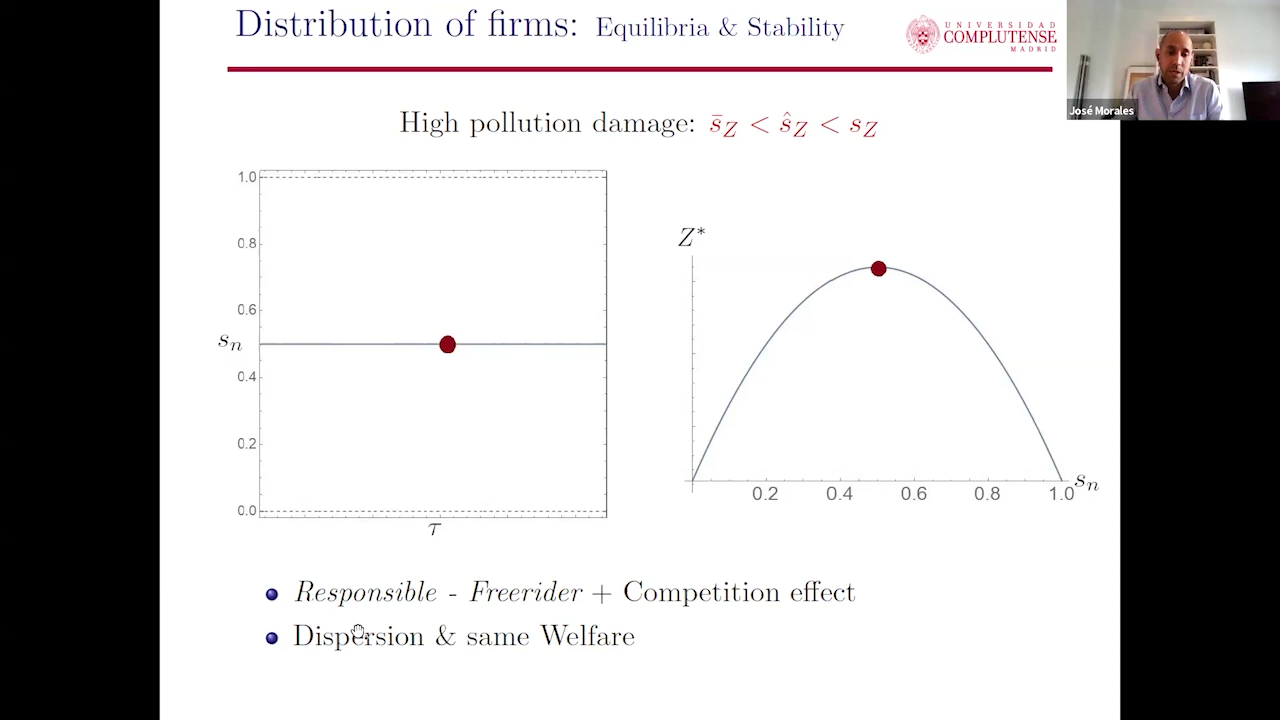 Distribution of firms: Equilibria & Stability
UNIVERSIDAD
COMPLUTENSE
MADRID
José Morales
High pollution damage: s̄_Z < ŝ_Z < s_Z
1.0
0.8
0.6
s_n
0.4
0.2
0.0
τ
Z*
0.2 0.4 0.6 0.8 1.0 s_n
Responsible - Freerider + Competition effect
Dispersion & same Welfare